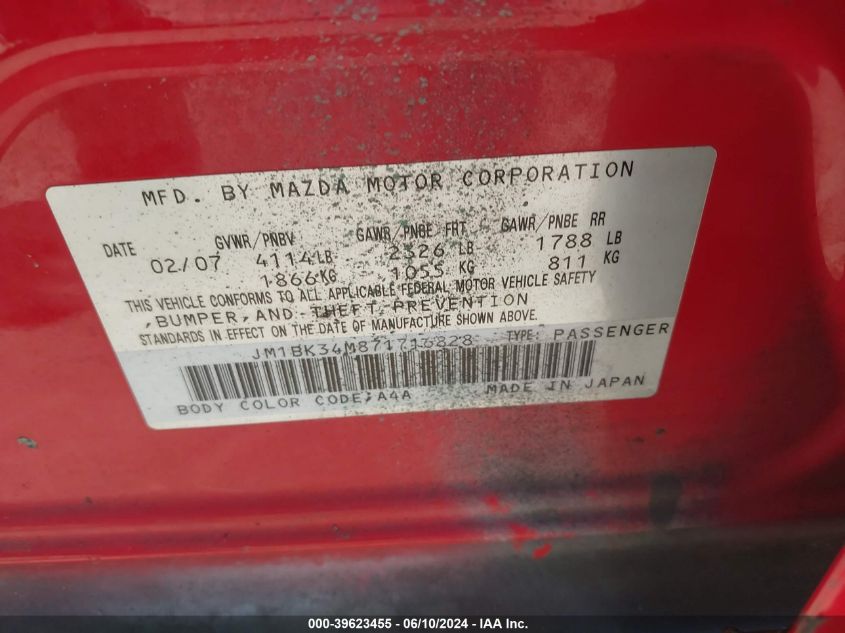 MFD. BY MAZDA MOTOR CORPORATION
DATE GVWR/PNBV GAWR/PNBE FRT GAWR/PNBE RR
02/07 4114LB 2326 LB 1788 LB
1866KG 1055 KG 811 KG
THIS VEHICLE CONFORMS TO ALL APPLICABLE FEDERAL MOTOR VEHICLE SAFETY
,BUMPER, AND THEFT PREVENTION
STANDARDS IN EFFECT ON THE DATE OF MANUFACTURE SHOWN ABOVE.
JM1BK34M871716828 TYPE: PASSENGER
BODY COLOR CODE;A4A MADE IN JAPAN
000-39623455 - 06/10/2024 - IAA Inc.